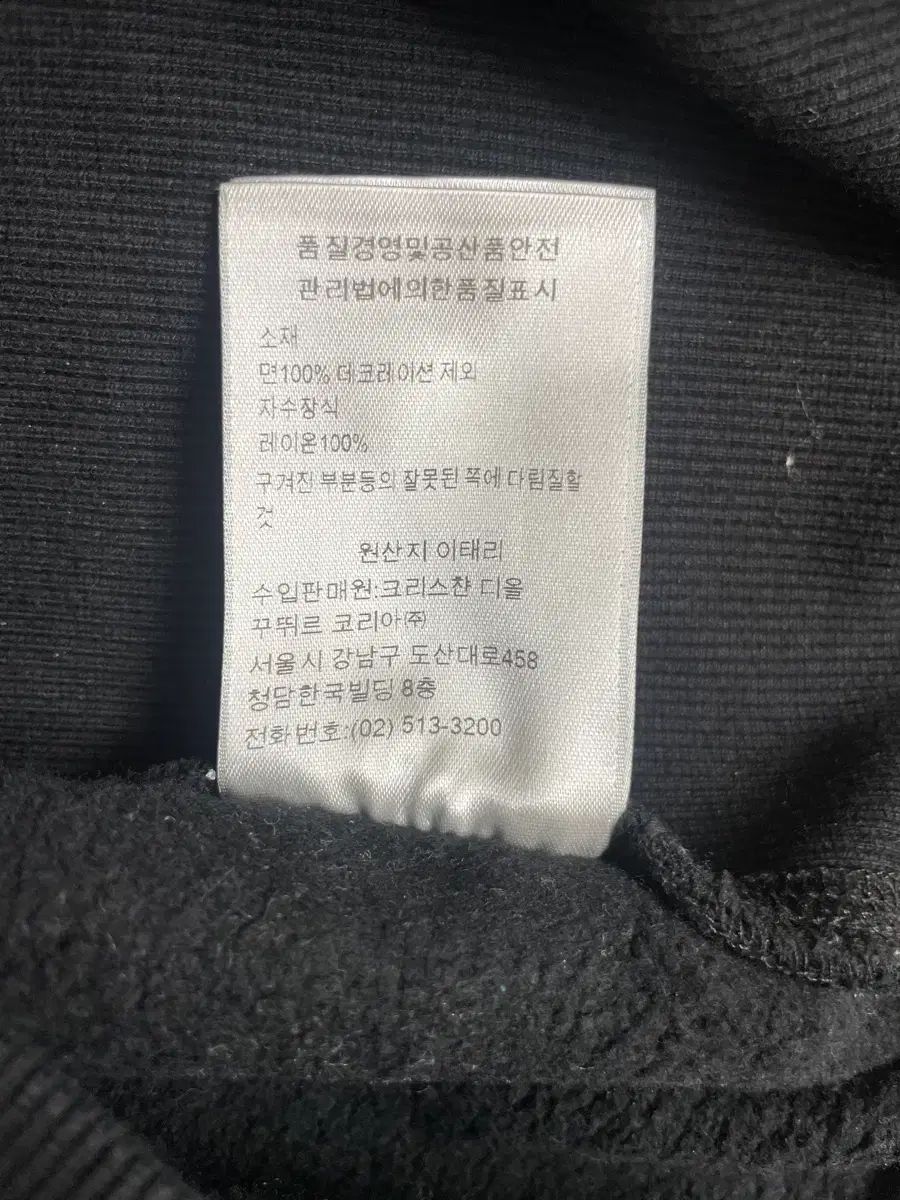 품질경영및공산품안전
관리법에의한품질표시
소재
면100% 데코레이션 제외
자수장식
레이온100%
구겨진 부분등의 잘못된 쪽에 다림질할
것
원산지 이태리
수입판매원:크리스챤 디올
꾸뛰르 코리아㈜
서울시 강남구 도산대로458
청담한국빌딩 8층
전화번호:(02) 513-3200